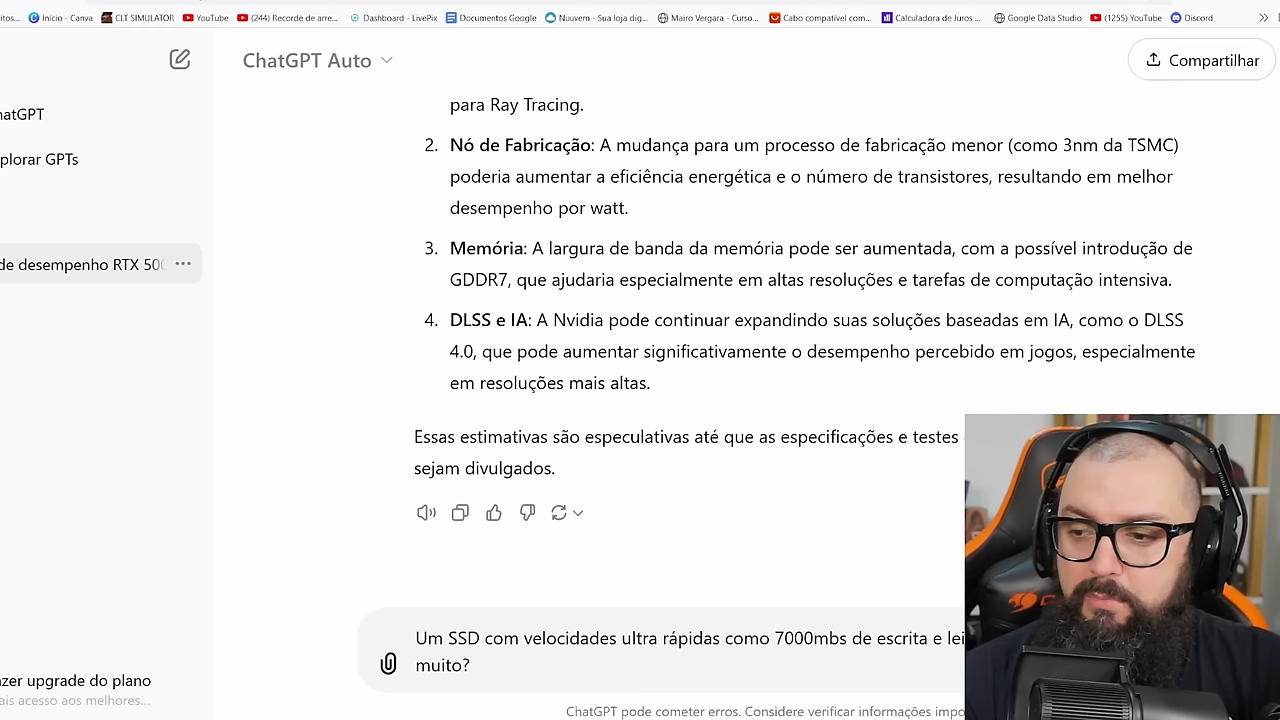 Início - Canva
CLT SIMULATOR
YouTube
(244) Recorde de arre...
Dashboard - LivePix
Documentos Google
Nuuvem - Sua loja dig...
Mairo Vergara - Curso...
Cabo compatível com...
Calculadora de Juros ...
Google Data Studio
(1255) YouTube
Discord
ChatGPT Auto
Compartilhar
hatGPT
plorar GPTs
de desempenho RTX 500
para Ray Tracing.
2. Nó de Fabricação: A mudança para um processo de fabricação menor (como 3nm da TSMC)
poderia aumentar a eficiência energética e o número de transistores, resultando em melhor
desempenho por watt.
3. Memória: A largura de banda da memória pode ser aumentada, com a possível introdução de
GDDR7, que ajudaria especialmente em altas resoluções e tarefas de computação intensiva.
4. DLSS e IA: A Nvidia pode continuar expandindo suas soluções baseadas em IA, como o DLSS
4.0, que pode aumentar significativamente o desempenho percebido em jogos, especialmente
em resoluções mais altas.
Essas estimativas são especulativas até que as especificações e testes
sejam divulgados.
Um SSD com velocidades ultra rápidas como 7000mbs de escrita e lei
muito?
zer upgrade do plano
ais acesso aos melhores...
ChatGPT pode cometer erros. Considere verificar informações impo